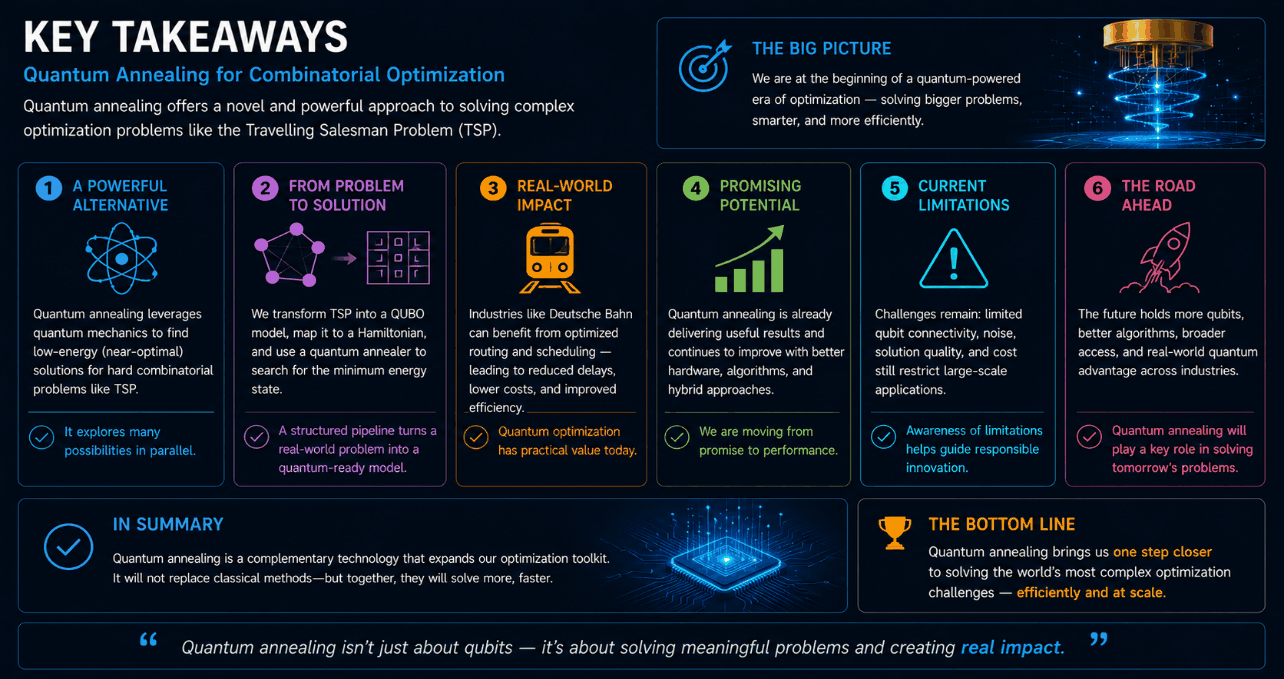 KEY TAKEAWAYS
Quantum Annealing for Combinatorial Optimization
Quantum annealing offers a novel and powerful approach to solving complex
optimization problems like the Travelling Salesman Problem (TSP).
THE BIG PICTURE
We are at the beginning of a quantum-powered
era of optimization — solving bigger problems,
smarter, and more efficiently.
1
A POWERFUL
ALTERNATIVE
Quantum annealing leverages
quantum mechanics to find
low-energy (near-optimal)
solutions for hard combinatorial
problems like TSP.
It explores many
possibilities in parallel.
2
FROM PROBLEM
TO SOLUTION
We transform TSP into a QUBO
model, map it to a Hamiltonian,
and use a quantum annealer to
search for the minimum energy
state.
A structured pipeline turns a
real-world problem into a
quantum-ready model.
3
REAL-WORLD
IMPACT
Industries like Deutsche Bahn
can benefit from optimized
routing and scheduling —
leading to reduced delays,
lower costs, and improved
efficiency.
Quantum optimization
has practical value today.
4
PROMISING
POTENTIAL
Quantum annealing is already
delivering useful results and
continues to improve with better
hardware, algorithms, and
hybrid approaches.
We are moving from
promise to performance.
5
CURRENT
LIMITATIONS
Challenges remain: limited
qubit connectivity, noise,
solution quality, and cost
still restrict large-scale
applications.
Awareness of limitations
helps guide responsible
innovation.
6
THE ROAD
AHEAD
The future holds more qubits,
better algorithms, broader
access, and real-world quantum
advantage across industries.
Quantum annealing will
play a key role in solving
tomorrow's problems.
IN SUMMARY
Quantum annealing is a complementary technology that expands our optimization toolkit.
It will not replace classical methods—but together, they will solve more, faster.
THE BOTTOM LINE
Quantum annealing brings us one step closer
to solving the world's most complex optimization
challenges — efficiently and at scale.
“ Quantum annealing isn't just about qubits — it's about solving meaningful problems and creating real impact. ”